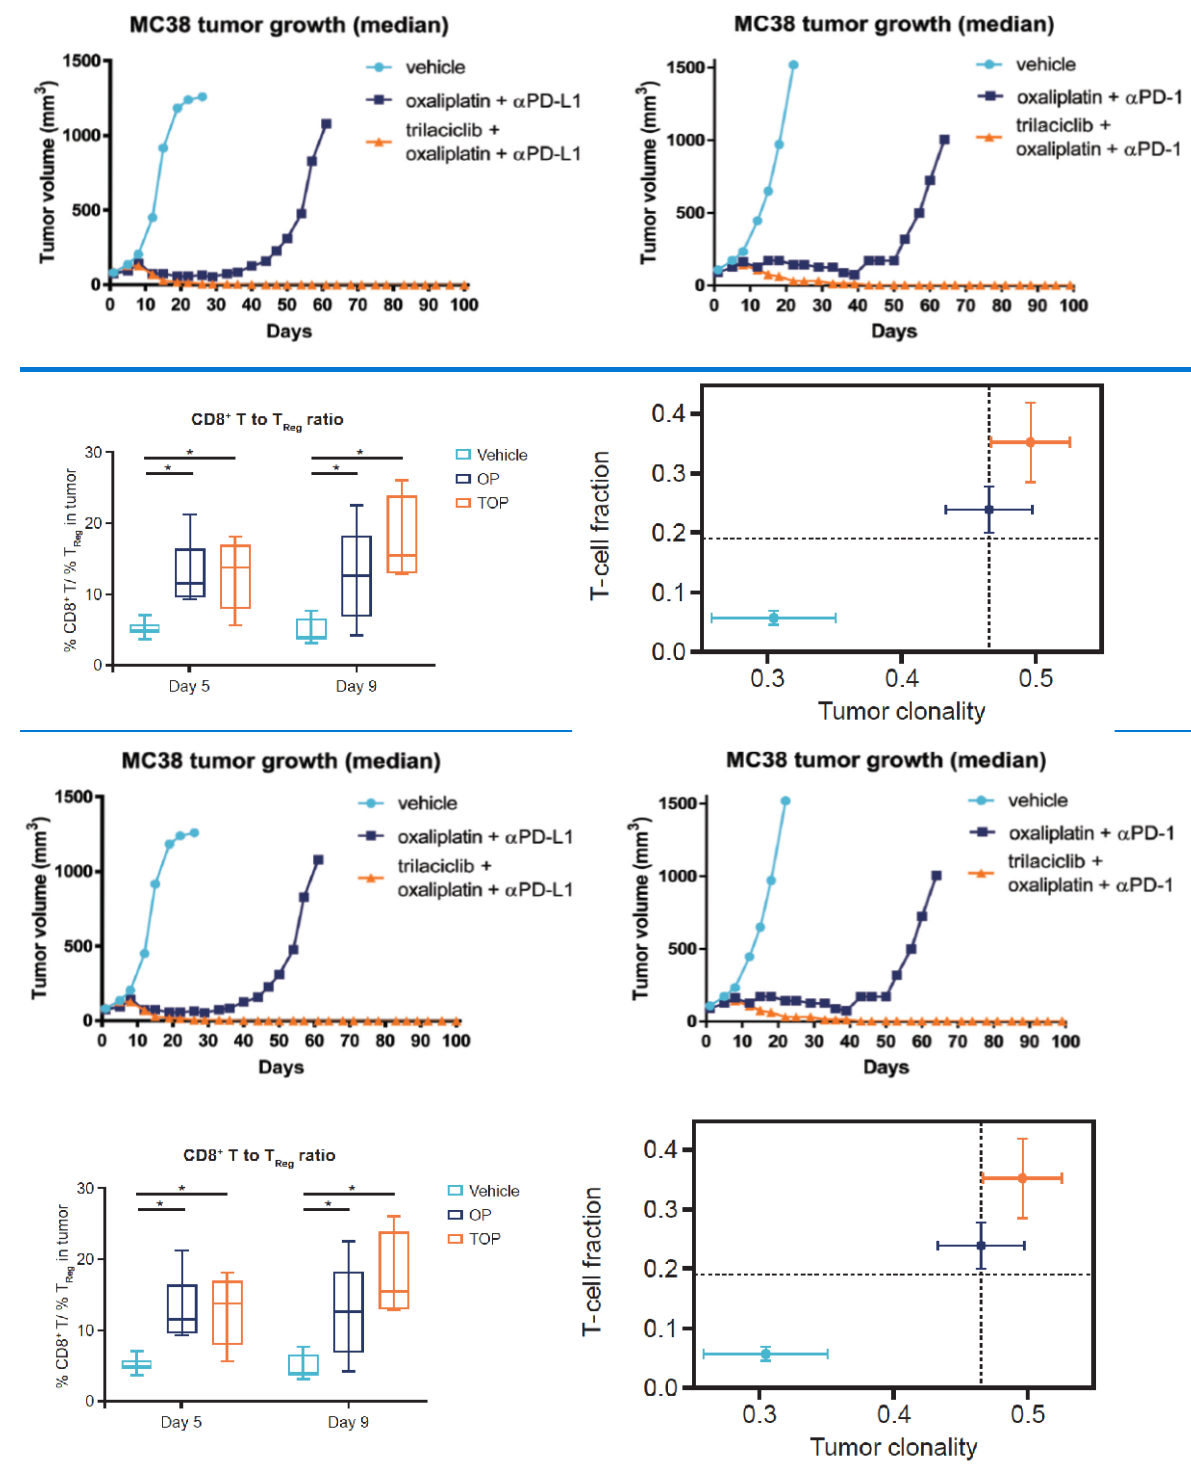 MC38 tumor growth (median)
Tumor volume (mm3)
1500
1000
500
0
0 10 20 30 40 50 60 70 80 90 100
Days
vehicle
oxaliplatin + αPD-L1
trilaciclib +
oxaliplatin + αPD-L1
MC38 tumor growth (median)
Tumor volume (mm3)
1500
1000
500
0
0 10 20 30 40 50 60 70 80 90 100
Days
vehicle
oxaliplatin + αPD-1
trilaciclib +
oxaliplatin + αPD-1
CD8+ T to TReg ratio
% CD8+ T/ % TReg in tumor
30
20
10
0
* * * *
Day 5 Day 9
Vehicle
OP
TOP
T-cell fraction
0.4
0.3
0.2
0.1
0.0
0.3 0.4 0.5
Tumor clonality
MC38 tumor growth (median)
Tumor volume (mm3)
1500
1000
500
0
0 10 20 30 40 50 60 70 80 90 100
Days
vehicle
oxaliplatin + αPD-L1
trilaciclib +
oxaliplatin + αPD-L1
MC38 tumor growth (median)
Tumor volume (mm3)
1500
1000
500
0
0 10 20 30 40 50 60 70 80 90 100
Days
vehicle
oxaliplatin + αPD-1
trilaciclib +
oxaliplatin + αPD-1
CD8+ T to TReg ratio
% CD8+ T/ % TReg in tumor
30
20
10
0
* * * *
Day 5 Day 9
Vehicle
OP
TOP
T-cell fraction
0.4
0.3
0.2
0.1
0.0
0.3 0.4 0.5
Tumor clonality